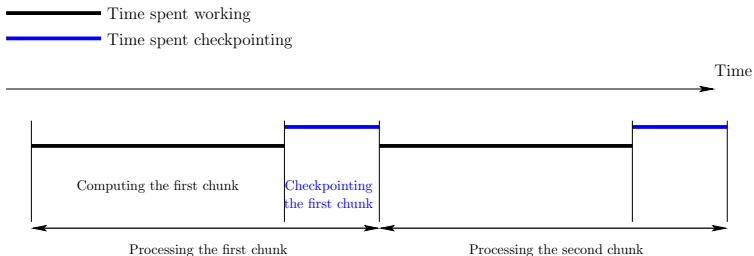 Time spent working
Time spent checkpointing
Time
Computing the first chunk
Checkpointing
the first chunk
Processing the first chunk
Processing the second chunk